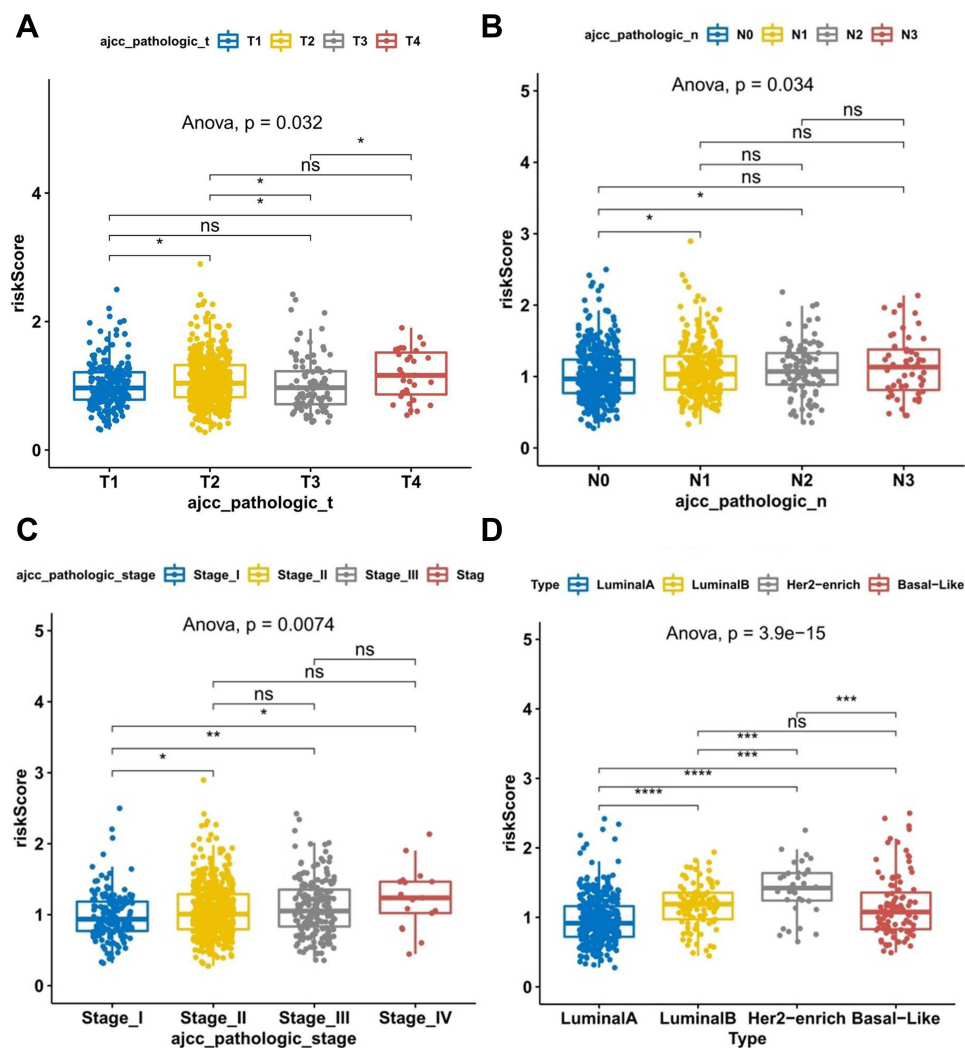 A
ajcc_pathologic_t T1 T2 T3 T4
Anova, p = 0.032
*
ns
*
*
ns
*
4
2
0
riskScore
T1 T2 T3 T4
ajcc_pathologic_t
B
ajcc_pathologic_n N0 N1 N2 N3
Anova, p = 0.034
ns
ns
ns
ns
*
*
5
4
3
2
1
0
riskScore
N0 N1 N2 N3
ajcc_pathologic_n
C
ajcc_pathologic_stage Stage_I Stage_II Stage_III Stag
Anova, p = 0.0074
ns
ns
ns
*
**
*
5
4
3
2
1
0
riskScore
Stage_I Stage_II Stage_III Stage_IV
ajcc_pathologic_stage
D
Type LuminalA LuminalB Her2−enrich Basal−Like
Anova, p = 3.9e−15
***
ns
***
***
****
****
5
4
3
2
1
0
riskScore
LuminalA LuminalB Her2−enrich Basal−Like
Type